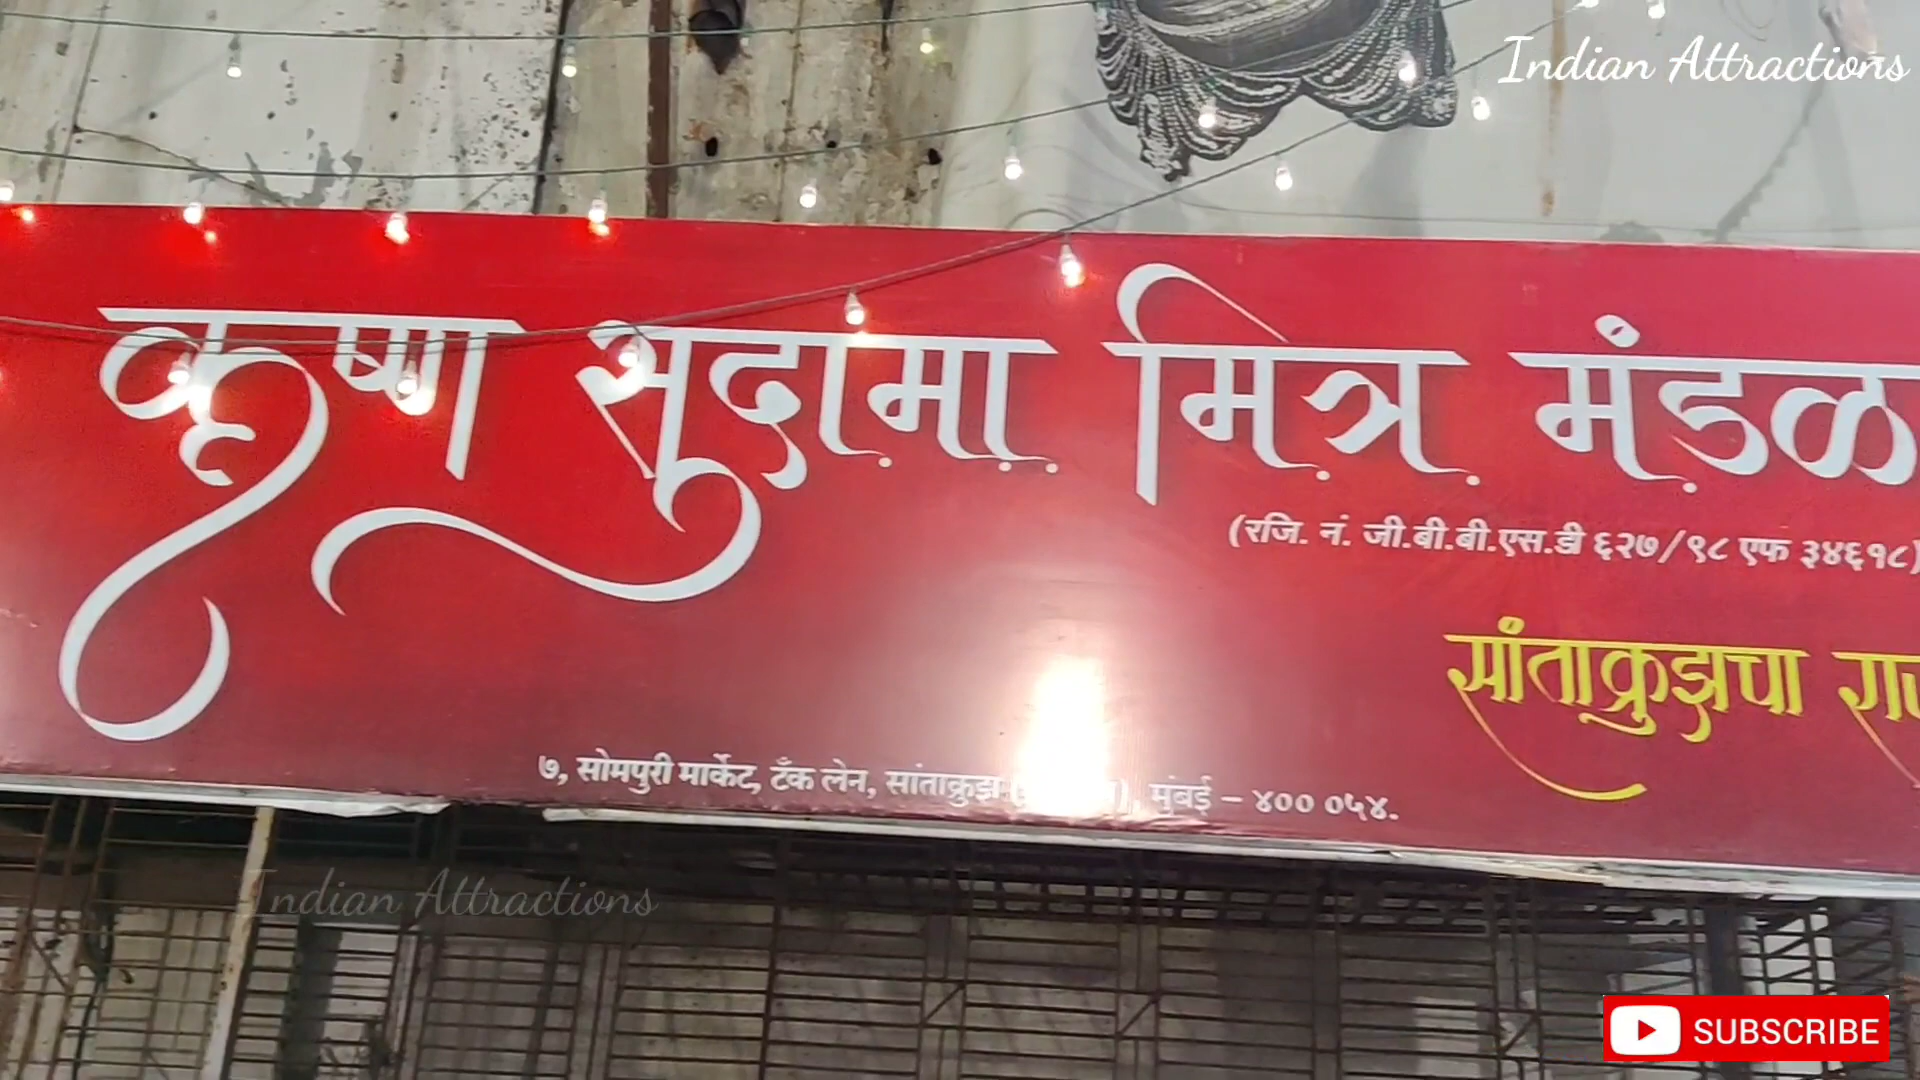 Indian Attractions
कृष्ण सुदामा मित्र मंडळ
(रजि. नं. जी.बी.बी.एस.डी ६२७/९८ एफ ३४६१८)
सांताक्रुझचा
७, सोमपुरी मार्केट, टँक लेन, सांताक्रुझ मुंबई – ४०० ०५४.
Indian Attractions
SUBSCRIBE